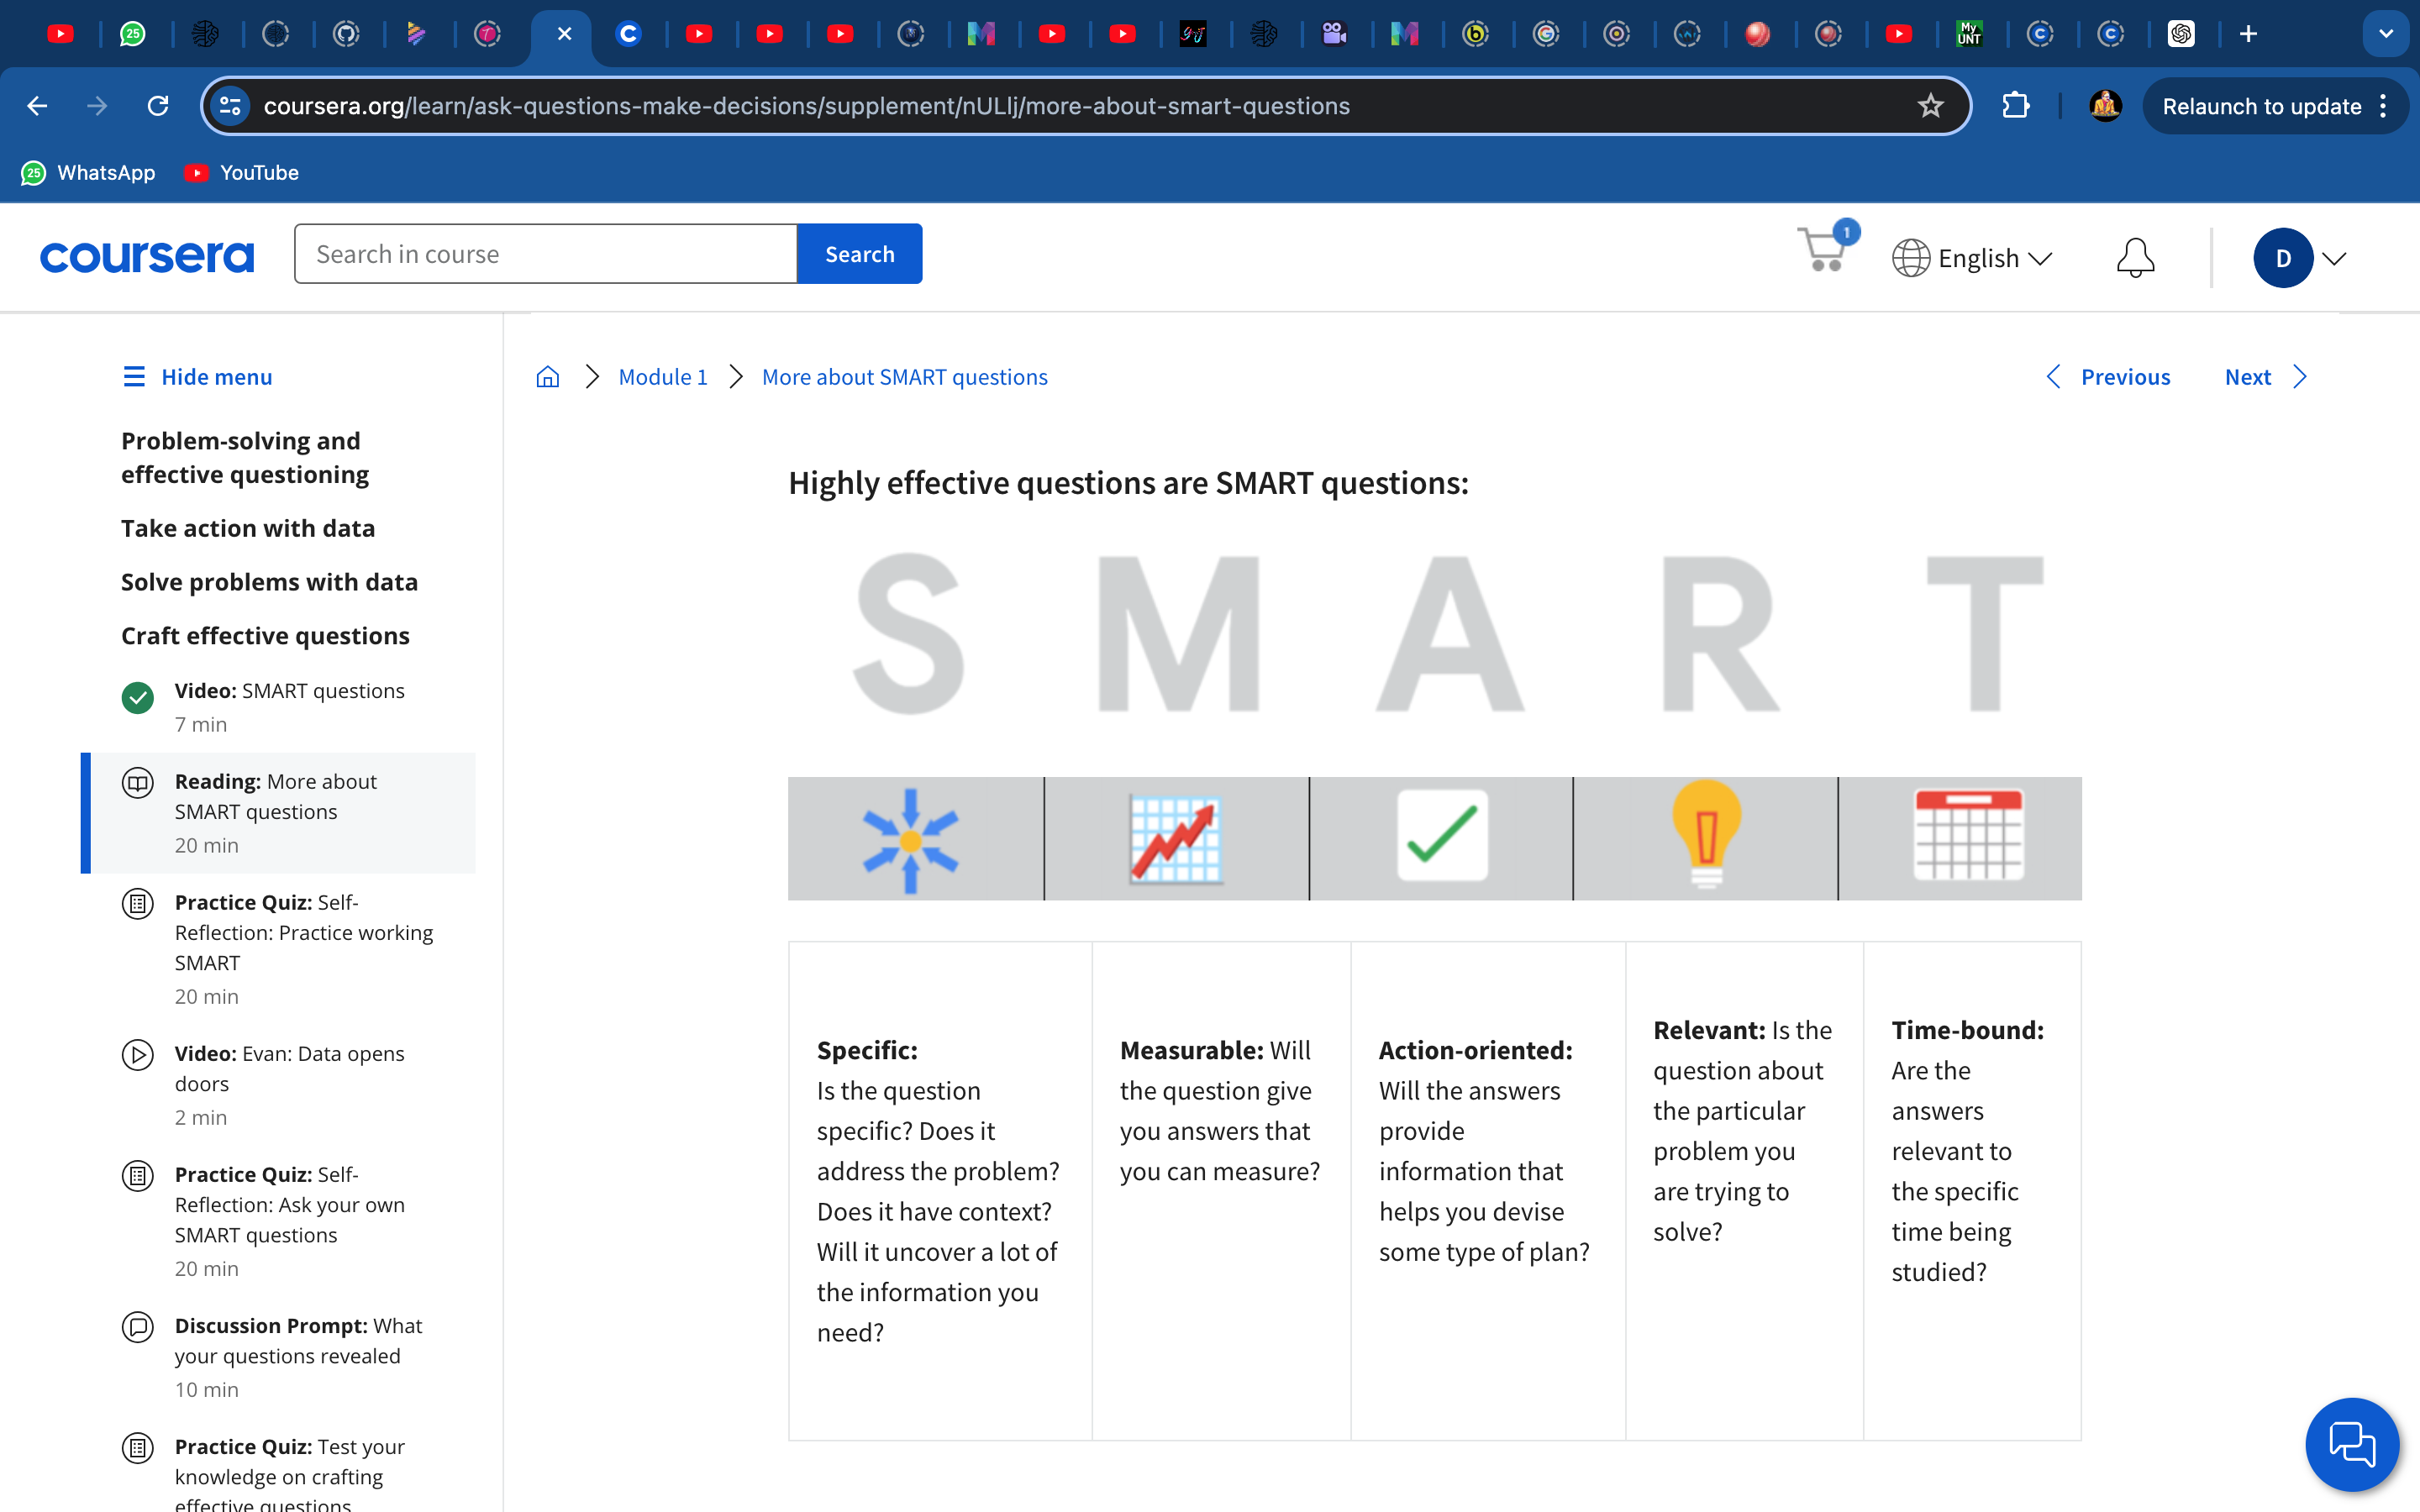 25
My
UNT
coursera.org/learn/ask-questions-make-decisions/supplement/nULlj/more-about-smart-questions
Relaunch to update
25 WhatsApp
YouTube
coursera
Search in course
Search
1
English
D
Hide menu
Module 1
More about SMART questions
Previous
Next
Problem-solving and
effective questioning
Take action with data
Solve problems with data
Craft effective questions
Video: SMART questions
7 min
Reading: More about
SMART questions
20 min
Practice Quiz: Self-
Reflection: Practice working
SMART
20 min
Video: Evan: Data opens
doors
2 min
Practice Quiz: Self-
Reflection: Ask your own
SMART questions
20 min
Discussion Prompt: What
your questions revealed
10 min
Practice Quiz: Test your
knowledge on crafting
effective questions
Highly effective questions are SMART questions:
S M A R T
Specific:
Is the question
specific? Does it
address the problem?
Does it have context?
Will it uncover a lot of
the information you
need?
Measurable: Will
the question give
you answers that
you can measure?
Action-oriented:
Will the answers
provide
information that
helps you devise
some type of plan?
Relevant: Is the
question about
the particular
problem you
are trying to
solve?
Time-bound:
Are the
answers
relevant to
the specific
time being
studied?